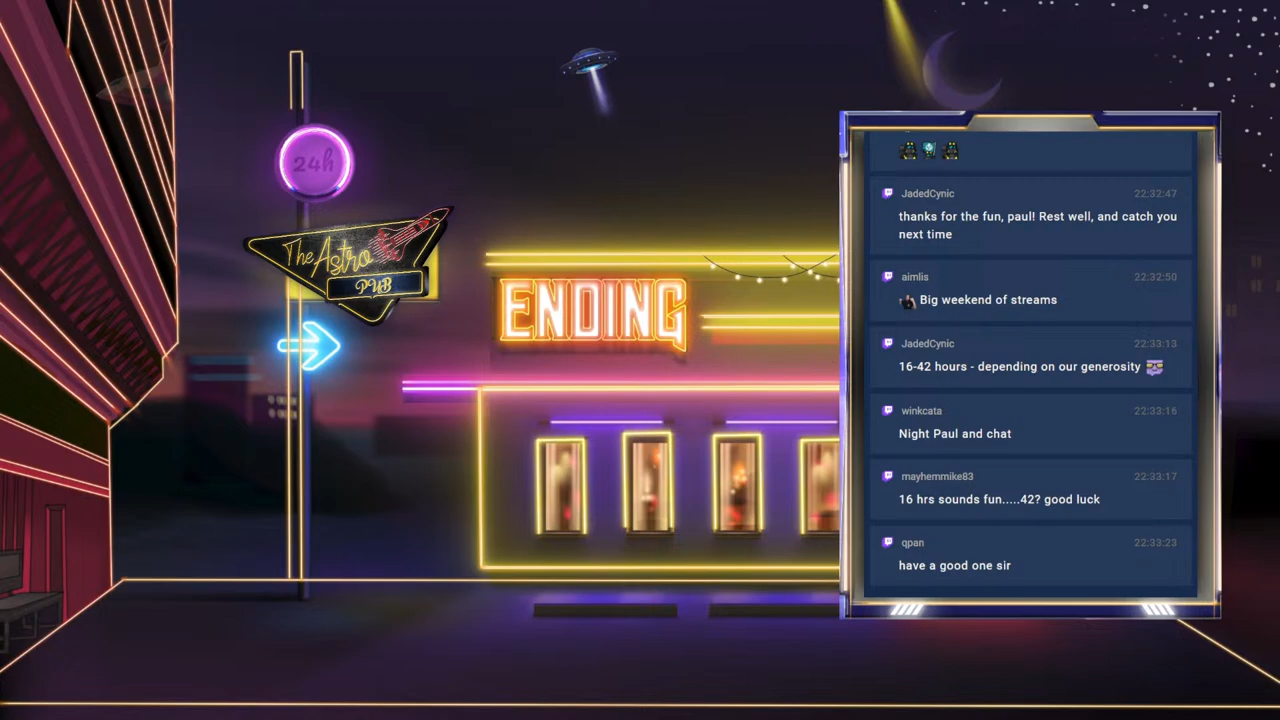 24h
The Astro
PUB
ENDING
JadedCynic 22:32:47
thanks for the fun, paul! Rest well, and catch you
next time
aimlis 22:32:50
Big weekend of streams
JadedCynic 22:33:13
16-42 hours - depending on our generosity
winkcata 22:33:16
Night Paul and chat
mayhemmike83 22:33:17
16 hrs sounds fun.....42? good luck
qpan 22:33:23
have a good one sir